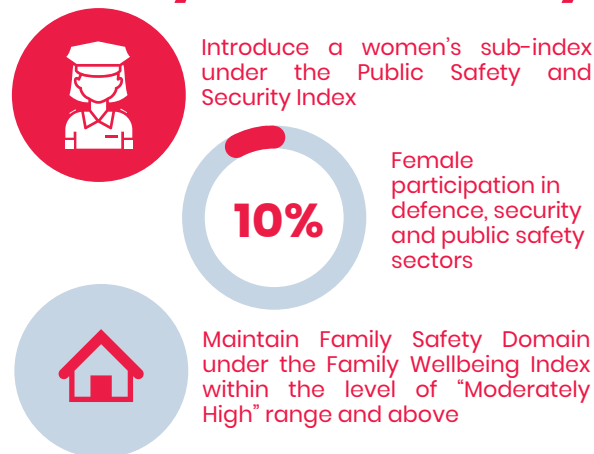 Introduce a women's sub-index
under the Public Safety and
Security Index
10%
Female
participation in
defence, security
and public safety
sectors
Maintain Family Safety Domain
under the Family Wellbeing Index
within the level of “Moderately
High” range and above